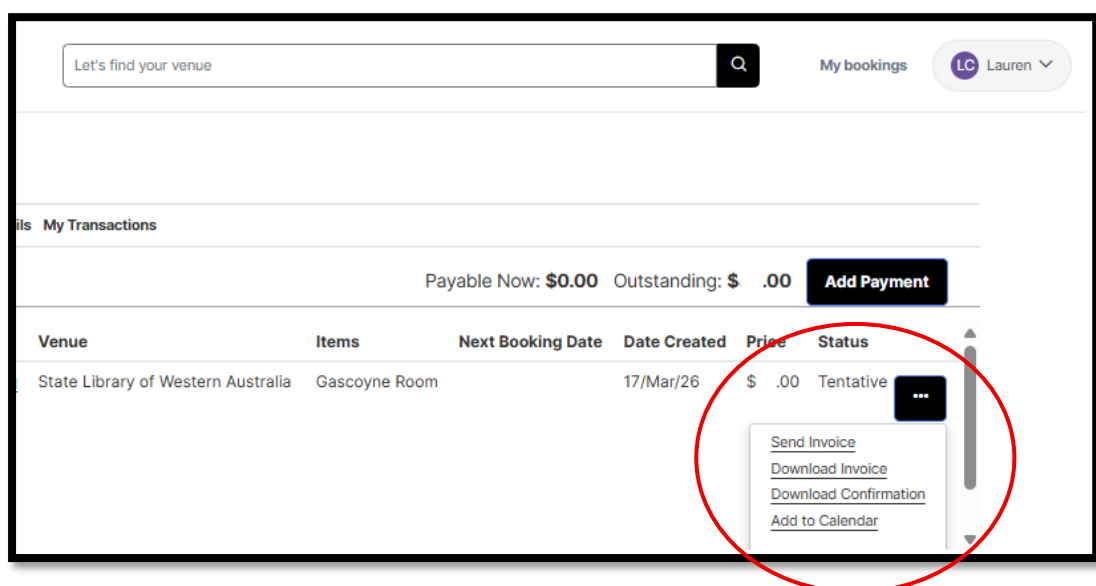 Let's find your venue
My bookings
LC Lauren
ils My Transactions
Payable Now: $0.00 Outstanding: $ .00 Add Payment
Venue Items Next Booking Date Date Created Price Status
State Library of Western Australia Gascoyne Room 17/Mar/26 $ .00 Tentative ...
Send Invoice
Download Invoice
Download Confirmation
Add to Calendar